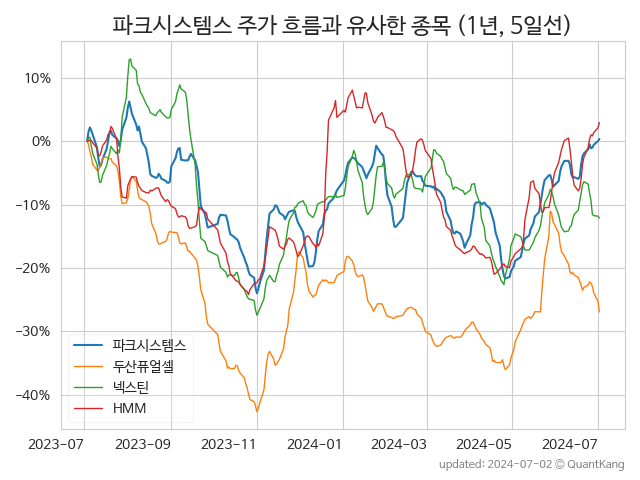 파크시스템스 주가 흐름과 유사한 종목 (1년, 5일선)
10%
0%
−10%
−20%
−30%
−40%
파크시스템스
두산퓨얼셀
넥스틴
HMM
2023-07
2023-09
2023-11
2024-01
2024-03
2024-05
2024-07
updated: 2024-07-02 © QuantKang